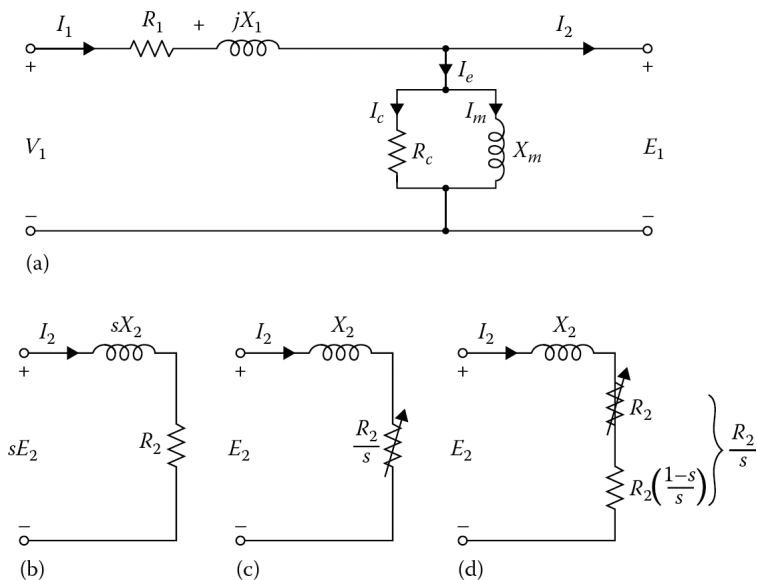 I1 R1 + jX1 I2
+ Ie +
Ic Im
V1 Rc Xm E1
− −
(a)
I2 sX2 I2 X2 I2 X2
+ + +
R2
sE2 R2 E2 R2/s E2 R2/s
R2(1−s/s)
− − −
(b) (c) (d)